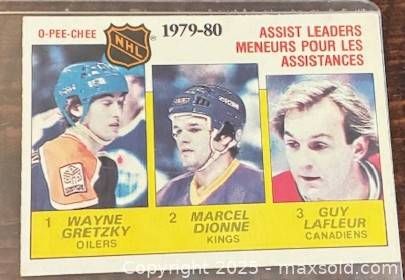 O-PEE-CHEE
NHL
1979-80
ASSIST LEADERS
MENEURS POUR LES
ASSISTANCES
1 WAYNE
GRETZKY
OILERS
2 MARCEL
DIONNE
KINGS
3 GUY
LAFLEUR
CANADIENS
Copyright 2025 - maxsold.com